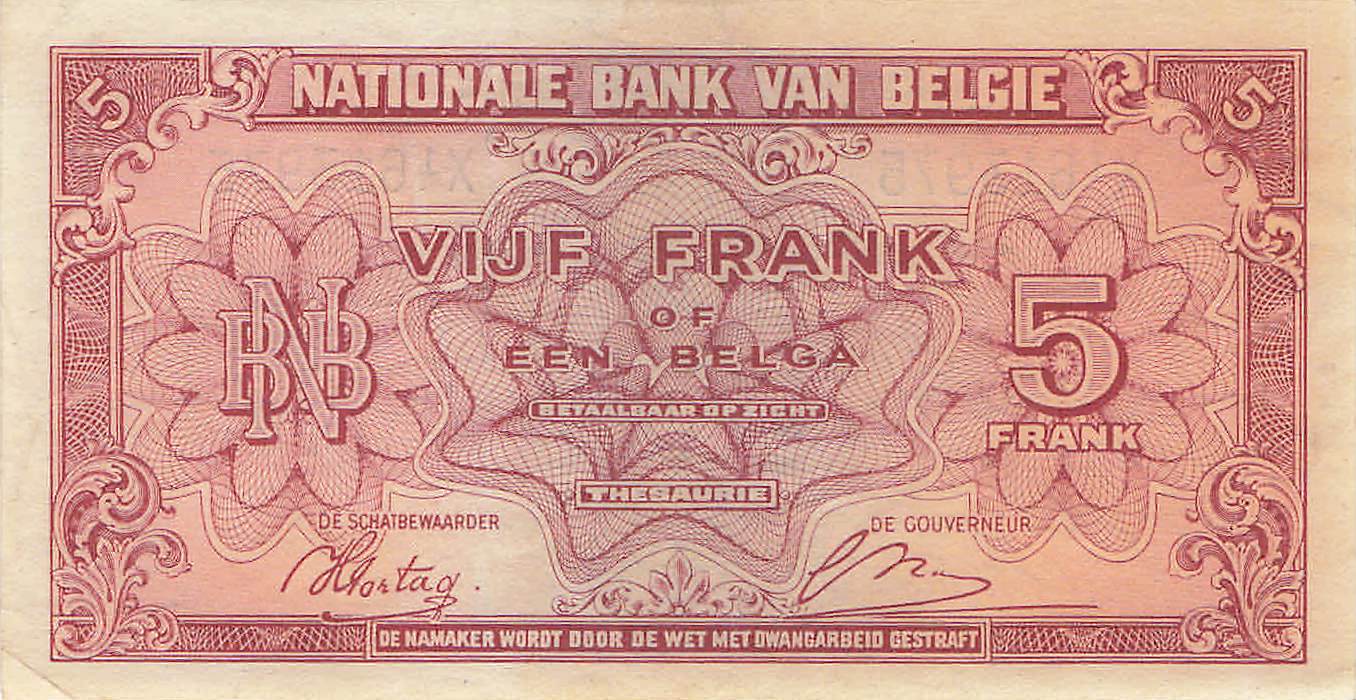 NATIONALE BANK VAN BELGIE
5
5
VIJF FRANK
OF
EEN BELGA
BETAALBAAR OP ZICHT
NBB
5
FRANK
THESAURIE
DE SCHATBEWAARDER
DE GOUVERNEUR
DE NAMAKER WORDT DOOR DE WET MET DWANGARBEID GESTRAFT